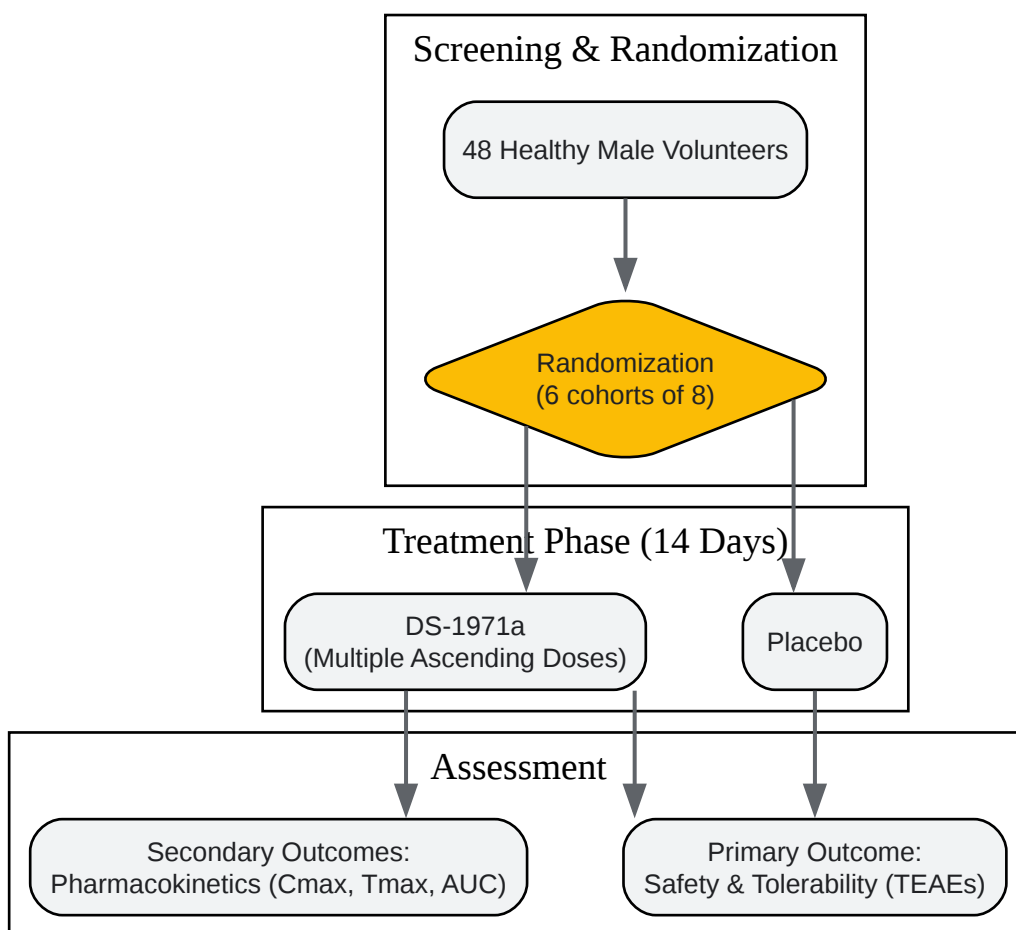 Screening & Randomization
48 Healthy Male Volunteers
Randomization
(6 cohorts of 8)
Treatment Phase (14 Days)
DS-1971a
(Multiple Ascending Doses)
Placebo
Assessment
Secondary Outcomes:
Pharmacokinetics (Cmax, Tmax, AUC)
Primary Outcome:
Safety & Tolerability (TEAEs)